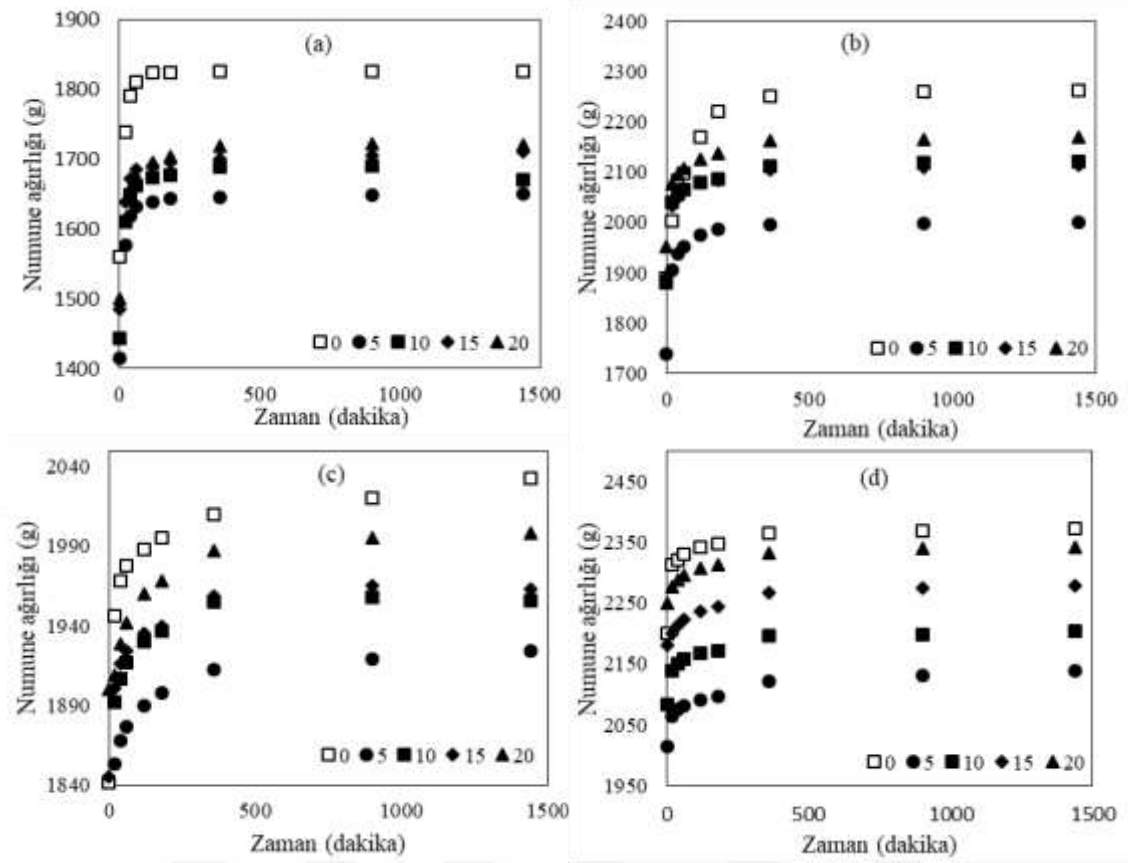 (a)
Numune ağırlığı (g)
1900
1800
1700
1600
1500
1400
0 5 10 15 20
0 500 1000 1500
Zaman (dakika)
(b)
Numune ağırlığı (g)
2400
2300
2200
2100
2000
1900
1800
1700
0 5 10 15 20
0 500 1000 1500
Zaman (dakika)
(c)
Numune ağırlığı (g)
2040
1990
1940
1890
1840
0 5 10 15 20
0 500 1000 1500
Zaman (dakika)
(d)
Numune ağırlığı (g)
2450
2350
2250
2150
2050
1950
0 5 10 15 20
0 500 1000 1500
Zaman (dakika)